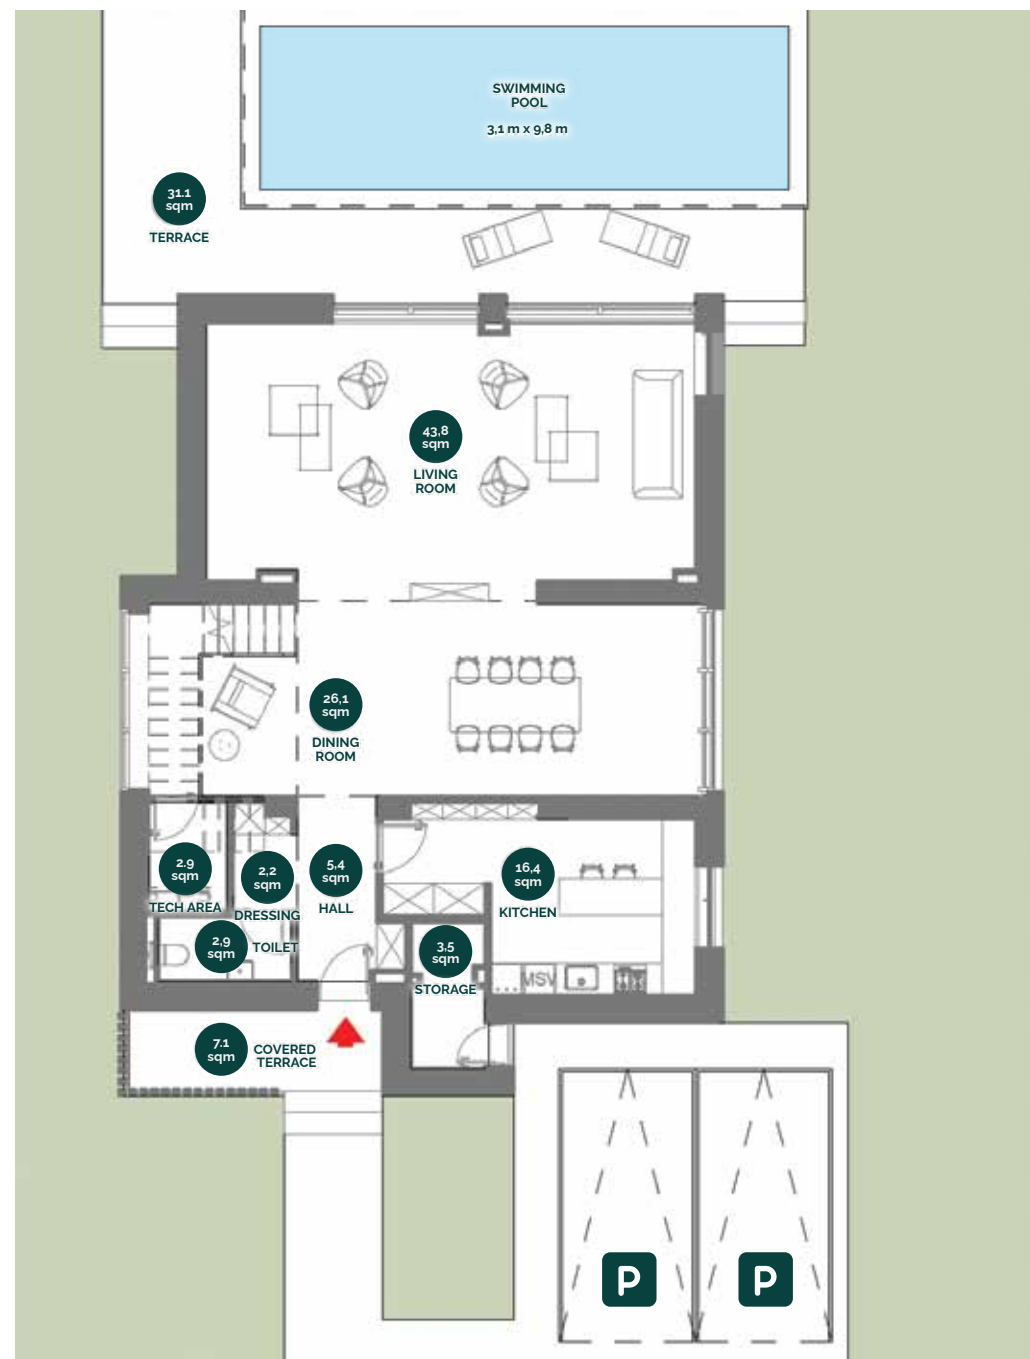 SWIMMING
POOL
3,1 m x 9,8 m
31.1
sqm
TERRACE
43,8
sqm
LIVING
ROOM
26,1
sqm
DINING
ROOM
2.9
sqm
TECH AREA
2,2
sqm
DRESSING
5,4
sqm
HALL
16,4
sqm
KITCHEN
2,9
sqm
TOILET
3,5
sqm
STORAGE
MSV
7.1
sqm
COVERED
TERRACE
P
P